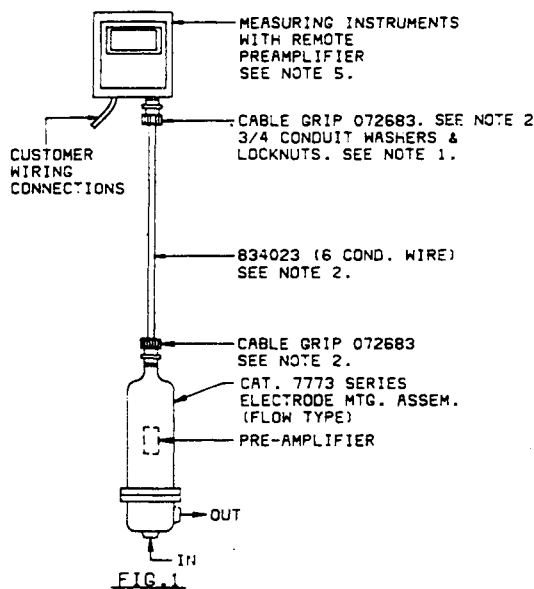 MEASURING INSTRUMENTS
WITH REMOTE
PREAMPLIFIER
SEE NOTE 5.
CABLE GRIP 072683. SEE NOTE 2
3/4 CONDUIT WASHERS &
LOCKNUTS. SEE NOTE 1.
CUSTOMER
WIRING
CONNECTIONS
834023 (6 COND. WIRE)
SEE NOTE 2.
CABLE GRIP 072683
SEE NOTE 2.
CAT. 7773 SERIES
ELECTRODE MTG. ASSEM.
(FLOW TYPE)
PRE-AMPLIFIER
OUT
IN
FIG.1